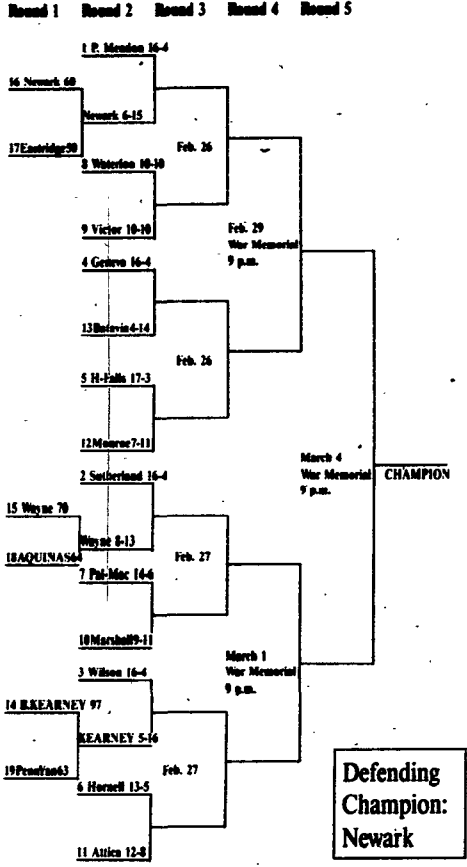 Round 1 Round 2 Round 3 Round 4 Round 5
1 P. Mendon 16-4
16 Newark 60
Newark 6-15
17Eastridge50
Feb. 26
8 Waterloo 10-10
9 Victor 10-10
Feb. 29
War Memorial
9 p.m.
4 Geneva 16-4
13Batavia4-14
Feb. 26
5 H-Falls 17-3
12Monroe7-11
March 4
War Memorial
9 p.m.
CHAMPION
2 Sutherland 16-4
15 Wayne 70
Wayne 8-13
18AQUINAS64
Feb. 27
7 Pal-Mac 14-6
10Marshall9-11
March 1
War Memorial
9 p.m.
3 Wilson 16-4
14 B.KEARNEY 97
KEARNEY 5-16
19PennYan63
Feb. 27
6 Hornell 13-5
11 Attica 12-8
Defending
Champion:
Newark